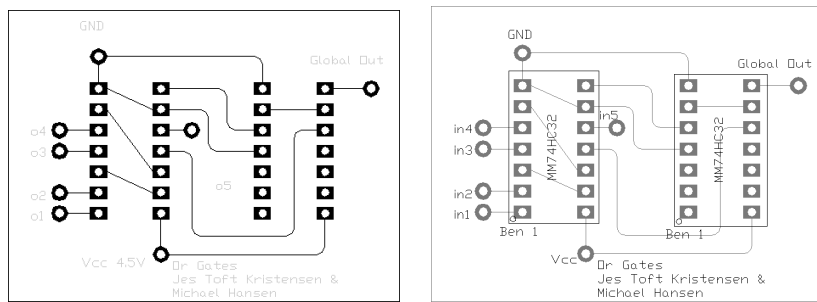 GND
Global Out
o4
o3
o5
o2
o1
Vcc 4.5V
Or Gates
Jes Toft Kristensen &
Michael Hansen
GND
Global Out
in5
in4
in3
MM74HC32
MM74HC32
in2
in1
Ben 1
Ben 1
Vcc
Or Gates
Jes Toft Kristensen &
Michael Hansen